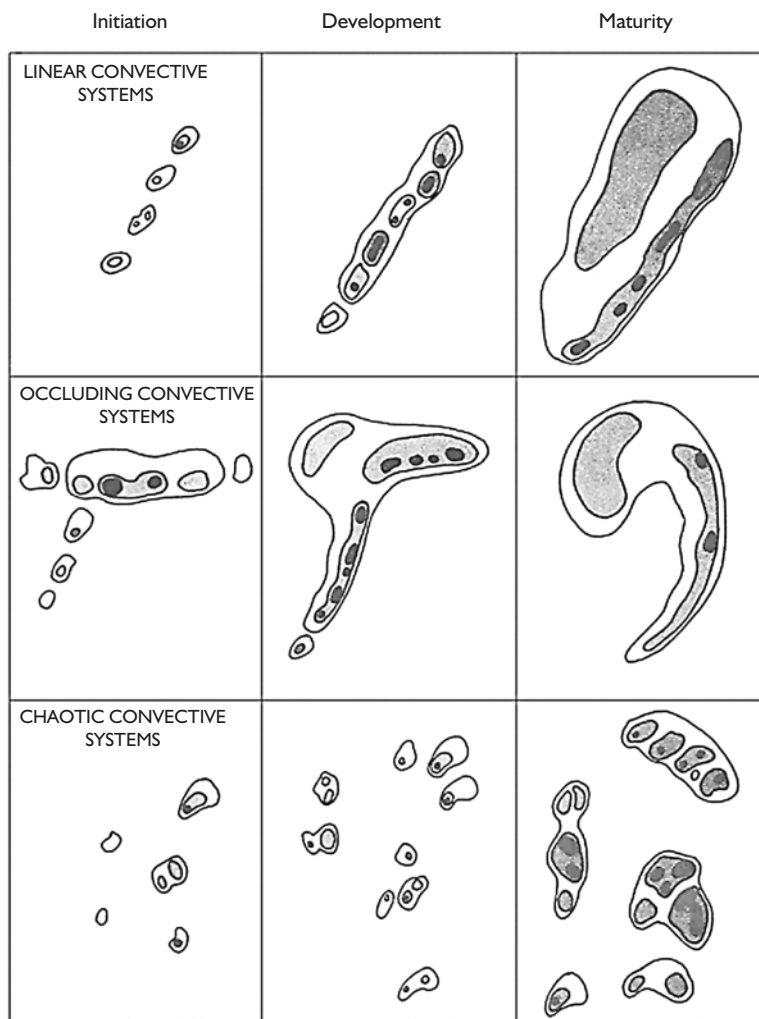 Initiation Development Maturity
LINEAR CONVECTIVE
SYSTEMS
OCCLUDING CONVECTIVE
SYSTEMS
CHAOTIC CONVECTIVE
SYSTEMS